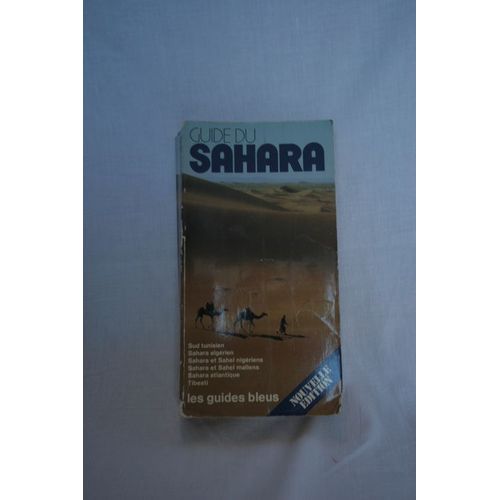 GUIDE DU
SAHARA
Sud tunisien
Sahara algérien
Sahara et Sahel nigériens
Sahara et Sahel maliens
Sahara atlantique
Tibesti
les guides bleus
NOUVELLE
EDITION